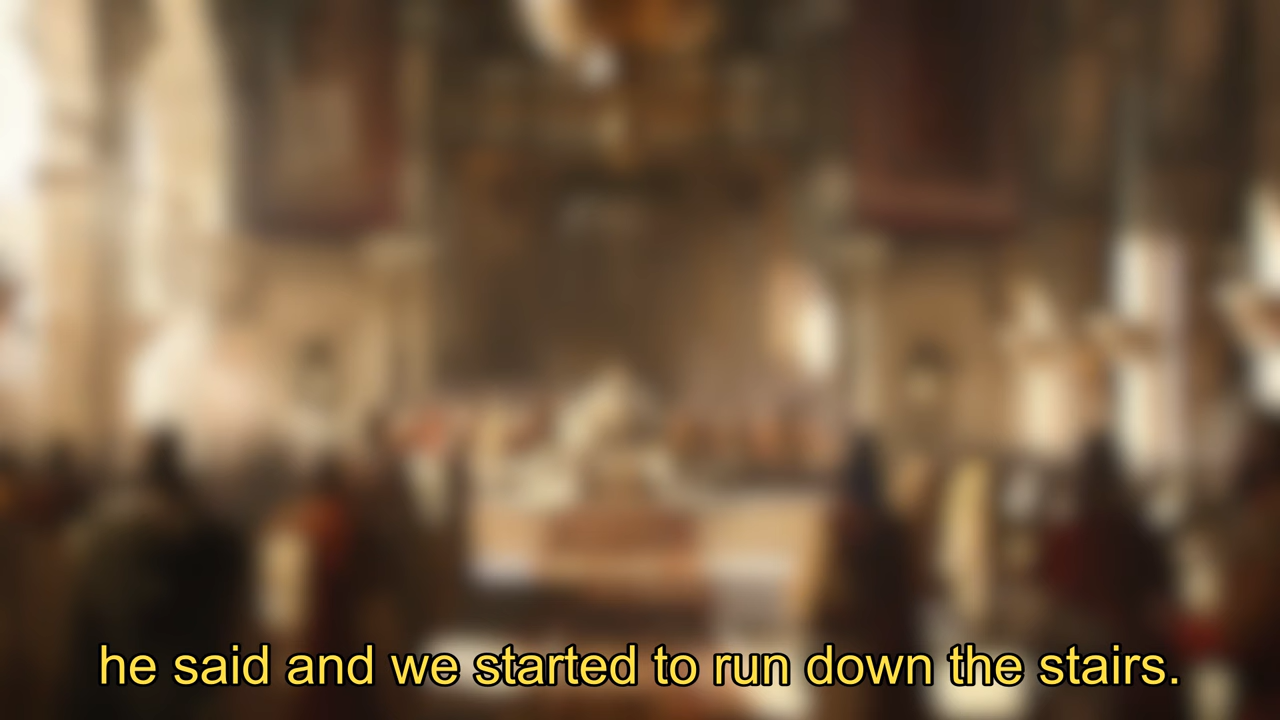 he said and we started to run down the stairs.